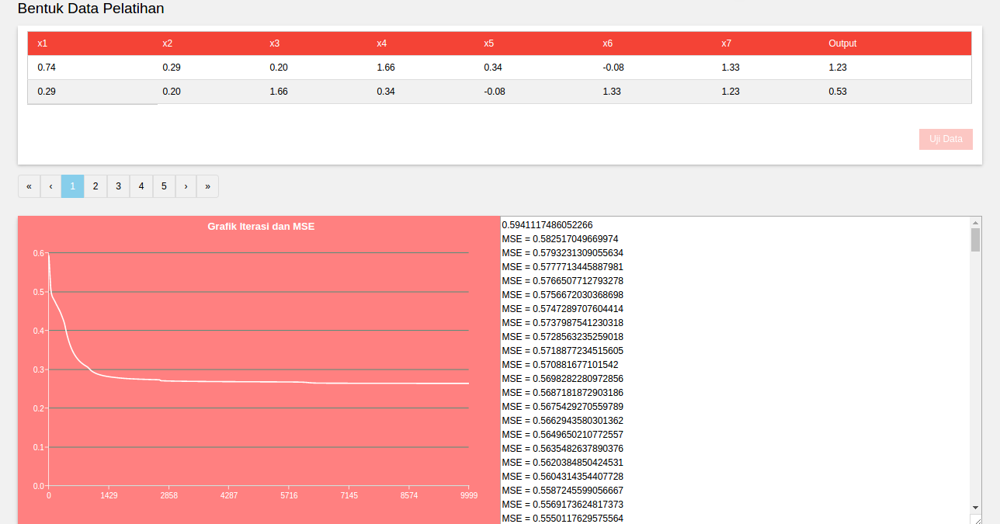 Bentuk Data Pelatihan
x1 x2 x3 x4 x5 x6 x7 Output
0.74 0.29 0.20 1.66 0.34 -0.08 1.33 1.23
0.29 0.20 1.66 0.34 -0.08 1.33 1.23 0.53
Uji Data
« ‹ 1 2 3 4 5 › »
Grafik Iterasi dan MSE
0.6
0.5
0.4
0.3
0.2
0.1
0.0
0 1429 2858 4287 5716 7145 8574 9999
0.5941117486052266
MSE = 0.582517049669974
MSE = 0.5793231309055634
MSE = 0.5777713445887981
MSE = 0.5766507712793278
MSE = 0.5756672030368698
MSE = 0.5747289707604414
MSE = 0.5737987541230318
MSE = 0.5728563235259018
MSE = 0.5718877234515605
MSE = 0.570881677101542
MSE = 0.5698282280972856
MSE = 0.5687181872903186
MSE = 0.5675429270559789
MSE = 0.5662943580301362
MSE = 0.5649650210772557
MSE = 0.5635482637890376
MSE = 0.5620384850424531
MSE = 0.5604314354407728
MSE = 0.5587245599056667
MSE = 0.5569173624817373
MSE = 0.5550117629575564